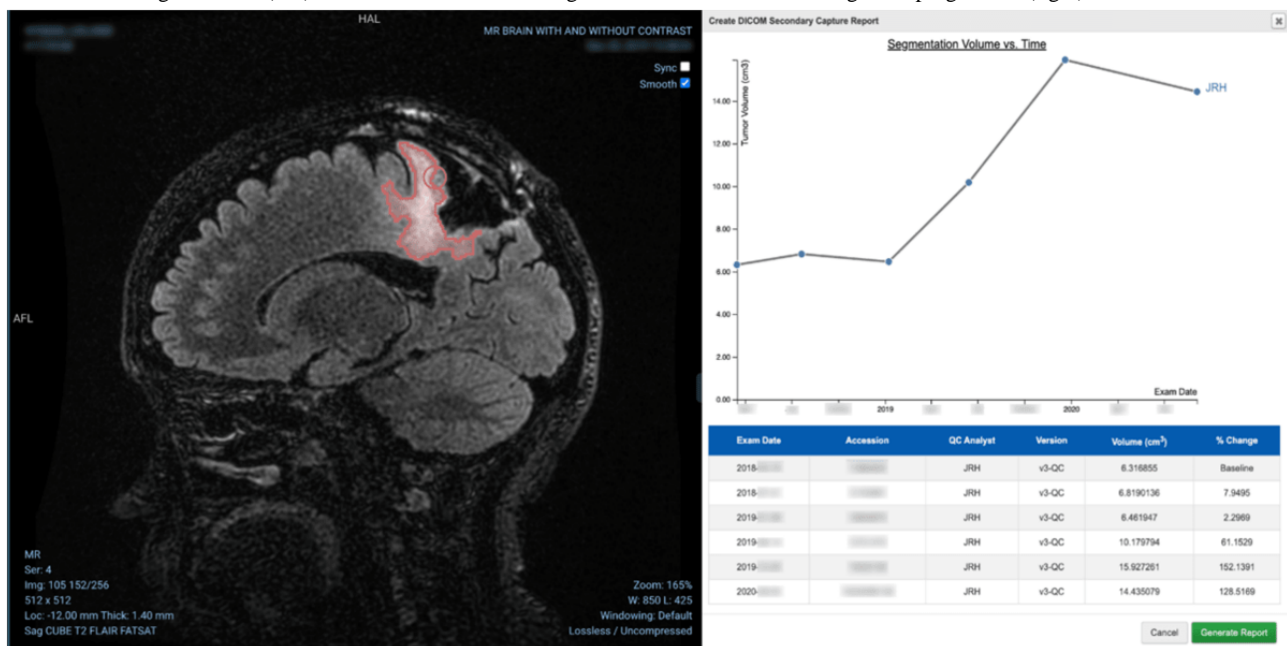 HAL
MR BRAIN WITH AND WITHOUT CONTRAST
Sync
Smooth
AFL
MR
Ser: 4
Img: 105 152/256
512 x 512
Loc: -12.00 mm Thick: 1.40 mm
Sag CUBE T2 FLAIR FATSAT
Zoom: 165%
W: 850 L: 425
Windowing: Default
Lossless / Uncompressed
Create DICOM Secondary Capture Report
Segmentation Volume vs. Time
Tumor Volume (cm3)
14.00
12.00
10.00
8.00
6.00
4.00
2.00
0.00
JRH
Exam Date
2019 2020
Exam Date Accession QC Analyst Version Volume (cm³) % Change
2018- JRH v3-QC 6.316855 Baseline
2018- JRH v3-QC 6.8190136 7.9495
2019- JRH v3-QC 6.461947 2.2969
2019- JRH v3-QC 10.179794 61.1529
2019- JRH v3-QC 15.927261 152.1391
2020- JRH v3-QC 14.435079 128.5169
Cancel Generate Report